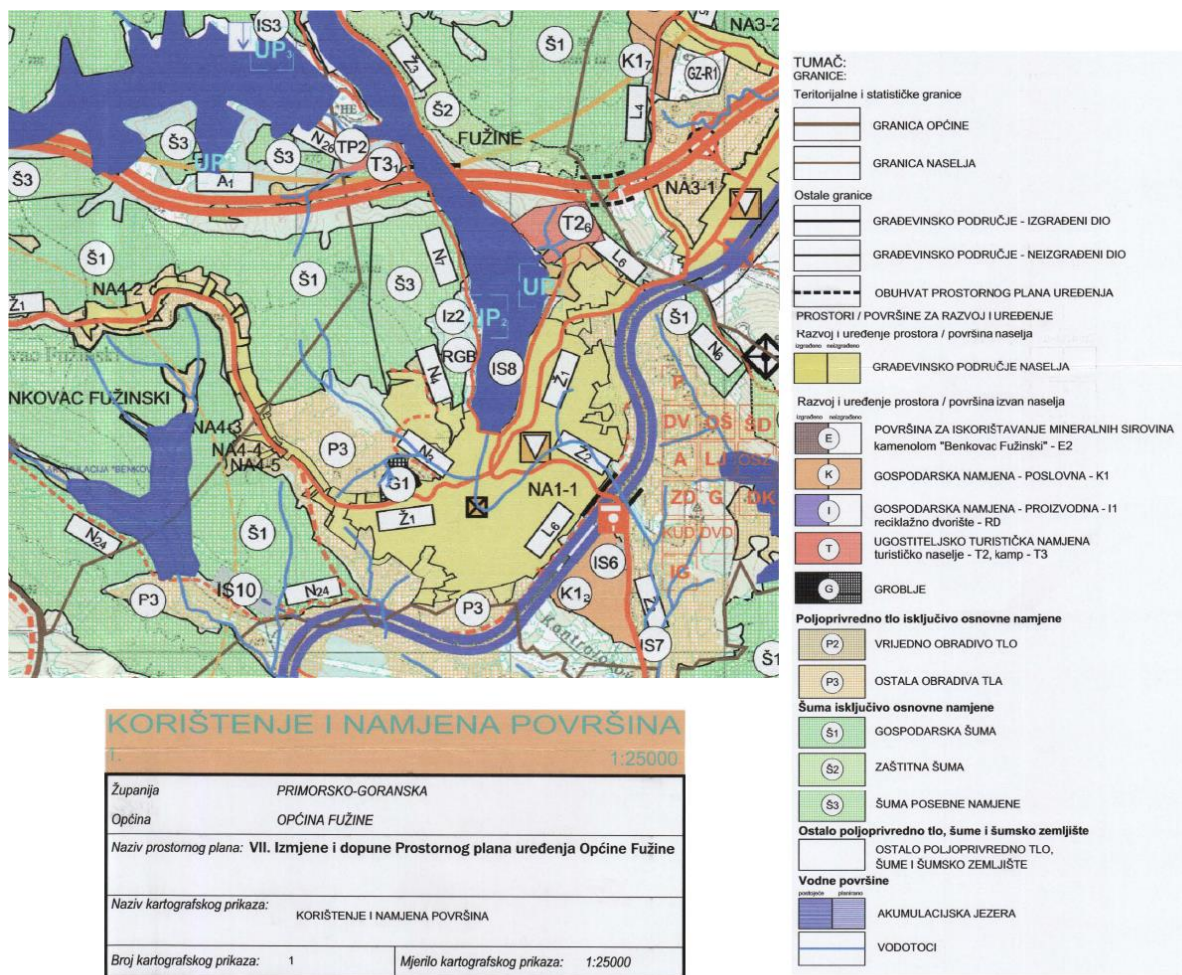 IS3
UP3
Š1
NA3-2
K17
GZ-R1
Ž3
L4
Š2
HE
FUŽINE
Š3
N26
TP2
Š3
T31
A1
Š3
NA3-1
T26
Š1
NA4-2
Š1
N7
Š3
L6
Ž1
Iz2
UP2
Š1
N6
RGB
IS8
Ž1
N4
NKOVAC FUŽINSKI
DV
OŠ
ŠD
NA4-3
P3
N3
Z2
A
NA4-4
NA4-5
G1
NA1-1
ZD
G
DK
Ž1
L6
KUD
DVD
N24
Š1
IG
IS6
P3
IS10
N24
P3
K12
IS7
Š1
TUMAČ:
GRANICE:
Teritorijalne i statističke granice
GRANICA OPĆINE
GRANICA NASELJA
Ostale granice
GRAĐEVINSKO PODRUČJE - IZGRAĐENI DIO
GRAĐEVINSKO PODRUČJE - NEIZGRAĐENI DIO
OBUHVAT PROSTORNOG PLANA UREĐENJA
PROSTORI / POVRŠINE ZA RAZVOJ I UREĐENJE
Razvoj i uređenje prostora / površina naselja
izgrađeno neizgrađeno
GRAĐEVINSKO PODRUČJE NASELJA
Razvoj i uređenje prostora / površina izvan naselja
izgrađeno neizgrađeno
E
POVRŠINA ZA ISKORIŠTAVANJE MINERALNIH SIROVINA
kamenolom "Benkovac Fužinski" - E2
K
GOSPODARSKA NAMJENA - POSLOVNA - K1
I
GOSPODARSKA NAMJENA - PROIZVODNA - I1
reciklažno dvorište - RD
T
UGOSTITELJSKO TURISTIČKA NAMJENA
turističko naselje - T2, kamp - T3
G
GROBLJE
Poljoprivredno tlo isključivo osnovne namjene
P2
VRIJEDNO OBRADIVO TLO
P3
OSTALA OBRADIVA TLA
Šuma isključivo osnovne namjene
Š1
GOSPODARSKA ŠUMA
Š2
ZAŠTITNA ŠUMA
Š3
ŠUMA POSEBNE NAMJENE
Ostalo poljoprivredno tlo, šume i šumsko zemljište
OSTALO POLJOPRIVREDNO TLO,
ŠUME I ŠUMSKO ZEMLJIŠTE
Vodne površine
postojeće planirano
AKUMULACIJSKA JEZERA
VODOTOCI
KORIŠTENJE I NAMJENA POVRŠINA
1. 1:25000
Županija PRIMORSKO-GORANSKA
Općina OPĆINA FUŽINE
Naziv prostornog plana: VII. Izmjene i dopune Prostornog plana uređenja Općine Fužine
Naziv kartografskog prikaza:
KORIŠTENJE I NAMJENA POVRŠINA
Broj kartografskog prikaza: 1 Mjerilo kartografskog prikaza: 1:25000